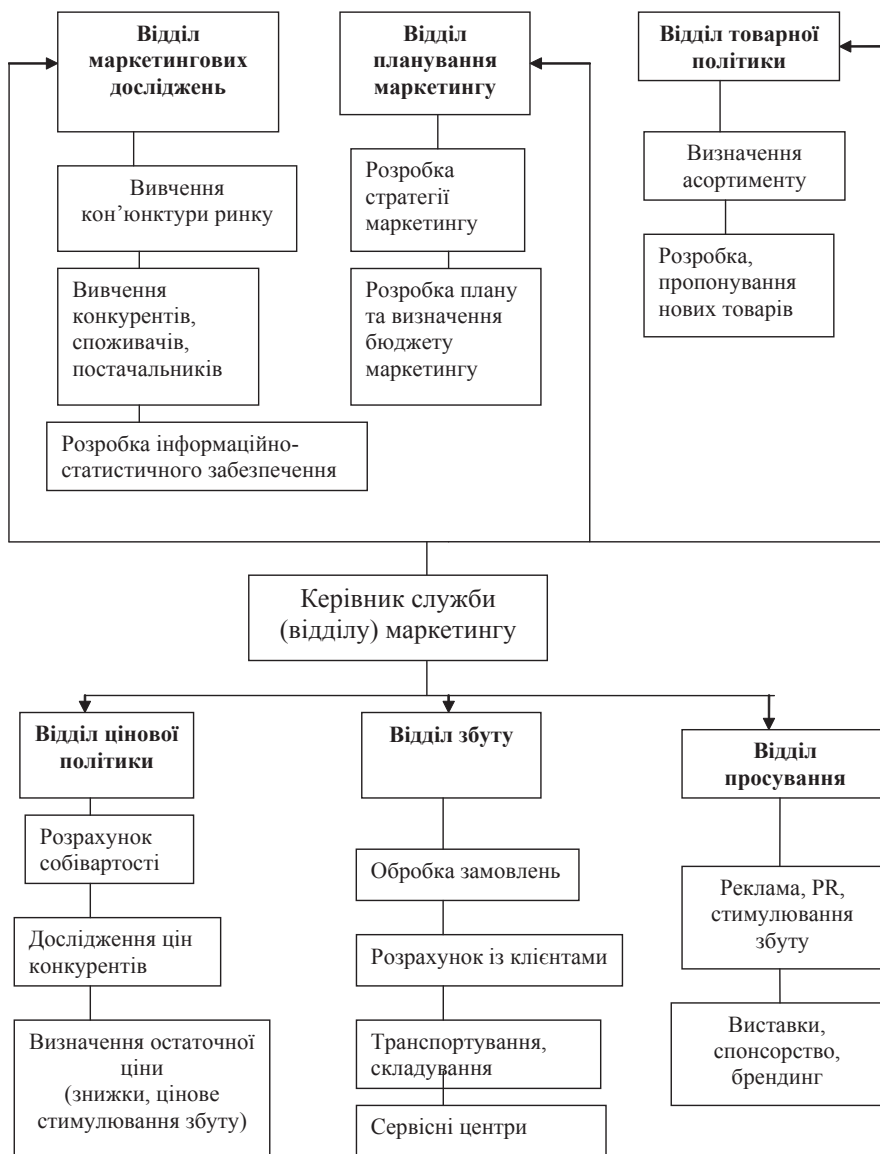 Відділ
маркетингових
досліджень
Вивчення
кон’юнктури ринку
Вивчення
конкурентів,
споживачів,
постачальників
Розробка інформаційно-
статистичного забезпечення
Відділ
планування
маркетингу
Розробка
стратегії
маркетингу
Розробка плану
та визначення
бюджету
маркетингу
Відділ товарної
політики
Визначення
асортименту
Розробка,
пропонування
нових товарів
Керівник служби
(відділу) маркетингу
Відділ цінової
політики
Розрахунок
собівартості
Дослідження цін
конкурентів
Визначення остаточної
ціни
(знижки, цінове
стимулювання збуту)
Відділ збуту
Обробка замовлень
Розрахунок із клієнтами
Транспортування,
складування
Сервісні центри
Відділ
просування
Реклама, PR,
стимулювання
збуту
Виставки,
спонсорство,
брендинг